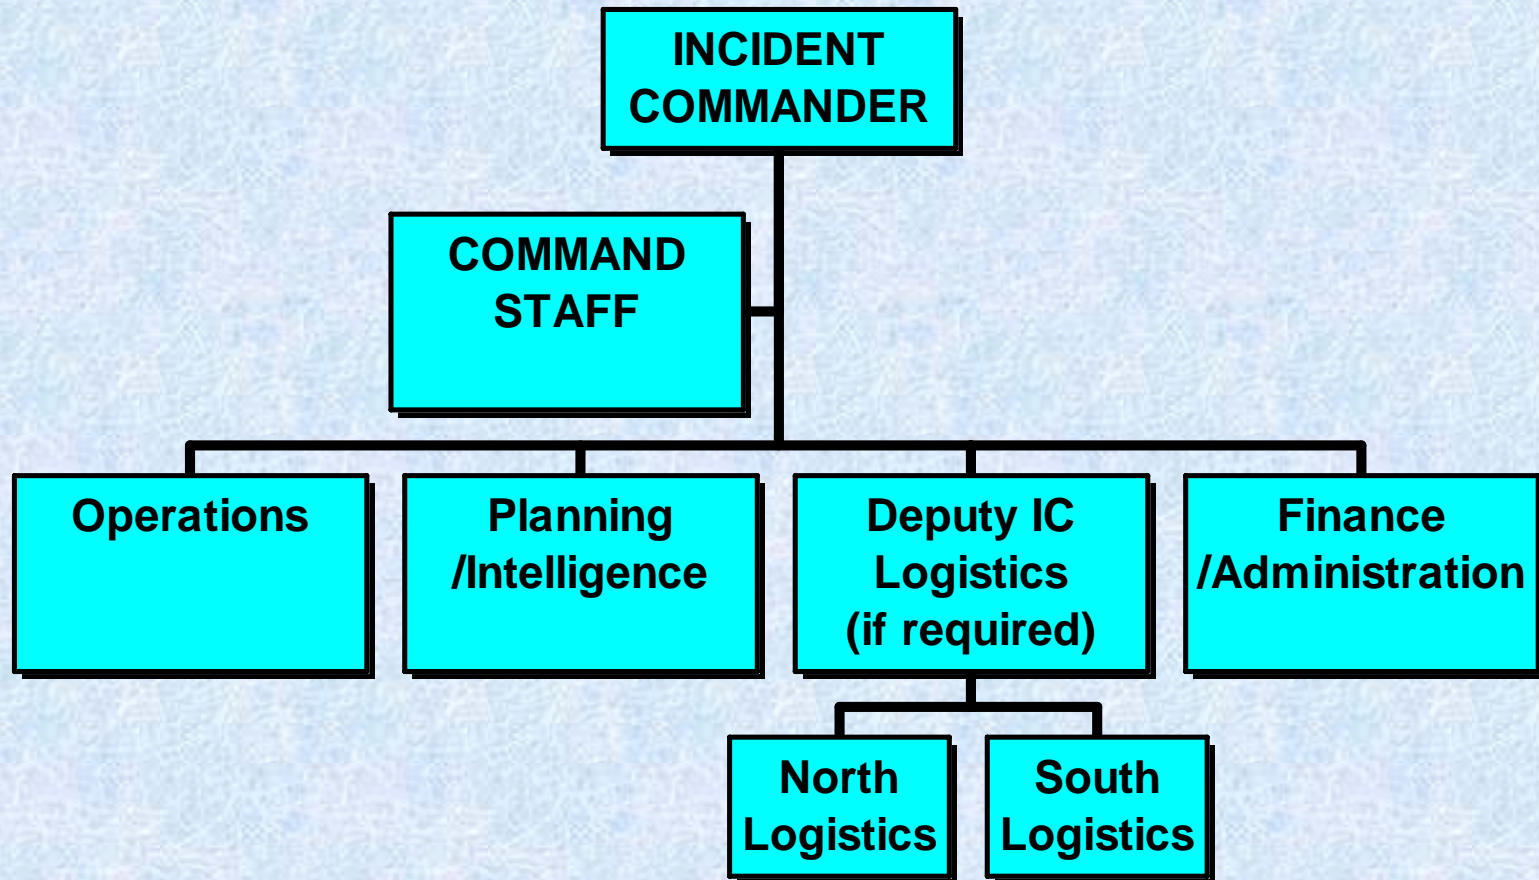 INCIDENT
COMMANDER
COMMAND
STAFF
Operations
Planning
/Intelligence
Deputy IC
Logistics
(if required)
Finance
/Administration
North
Logistics
South
Logistics